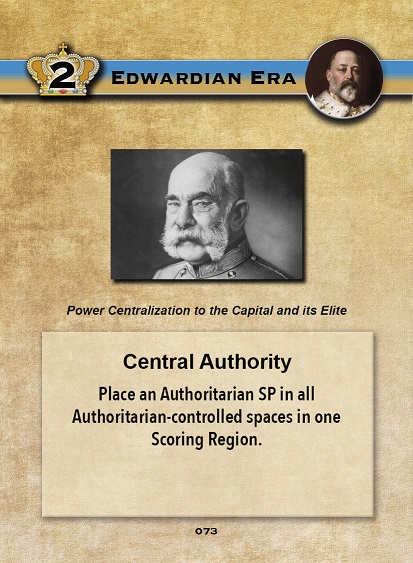 2 EDWARDIAN ERA
Power Centralization to the Capital and its Elite
Central Authority
Place an Authoritarian SP in all
Authoritarian-controlled spaces in one
Scoring Region.
073